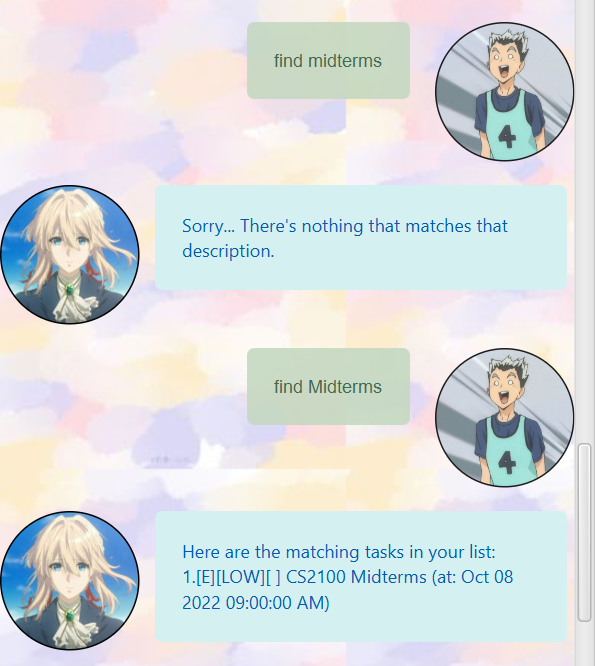 find midterms
4
Sorry... There's nothing that matches that
description.
find Midterms
4
Here are the matching tasks in your list:
1.[E][LOW][ ] CS2100 Midterms (at: Oct 08
2022 09:00:00 AM)